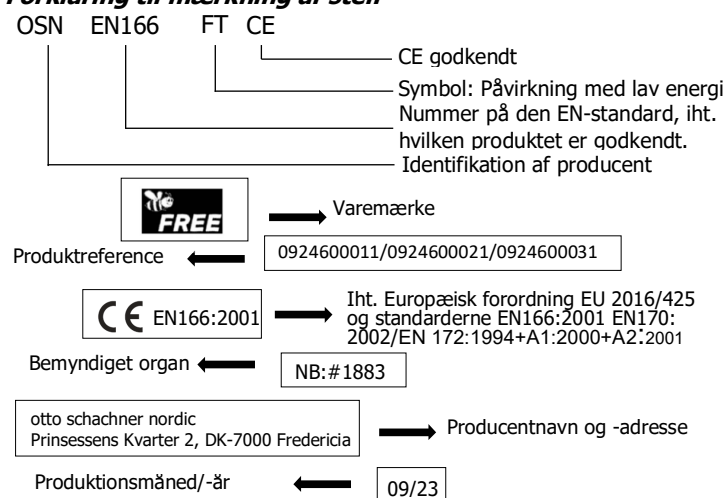 Forklaring til mærkning af stell
OSN EN166 FT CE
CE godkendt
Symbol: Påvirkning med lav energi
Nummer på den EN-standard, iht.
hvilken produktet er godkendt.
Identifikation af producent
FREE
Varemærke
Produktreference
0924600011/0924600021/0924600031
CE EN166:2001
Iht. Europæisk forordning EU 2016/425
og standarderne EN166:2001 EN170:
2002/EN 172:1994+A1:2000+A2:2001
Bemyndiget organ
NB:#1883
otto schachner nordic
Prinsessens Kvarter 2, DK-7000 Fredericia
Producentnavn og -adresse
Produktionsmåned/-år
09/23